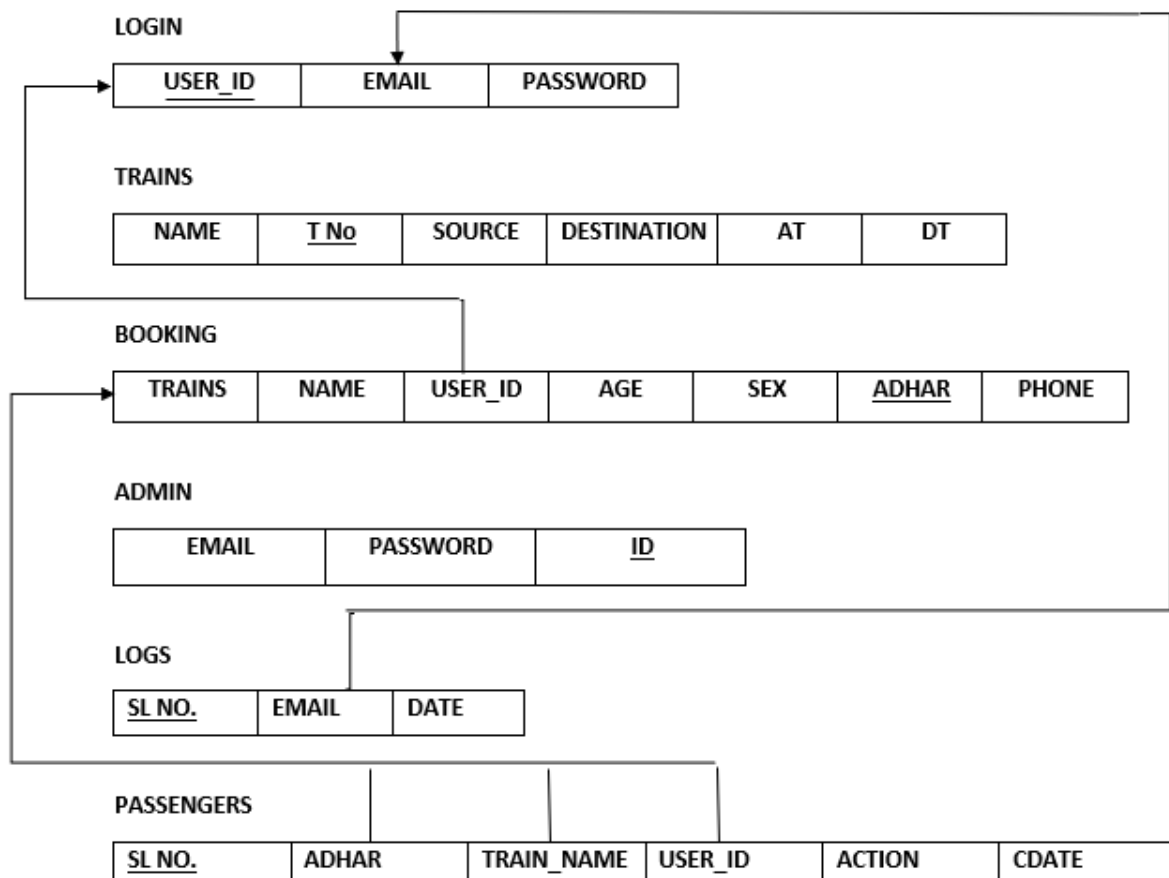 LOGIN
USER_ID EMAIL PASSWORD
TRAINS
NAME T No SOURCE DESTINATION AT DT
BOOKING
TRAINS NAME USER_ID AGE SEX ADHAR PHONE
ADMIN
EMAIL PASSWORD ID
LOGS
SL NO. EMAIL DATE
PASSENGERS
SL NO. ADHAR TRAIN_NAME USER_ID ACTION CDATE